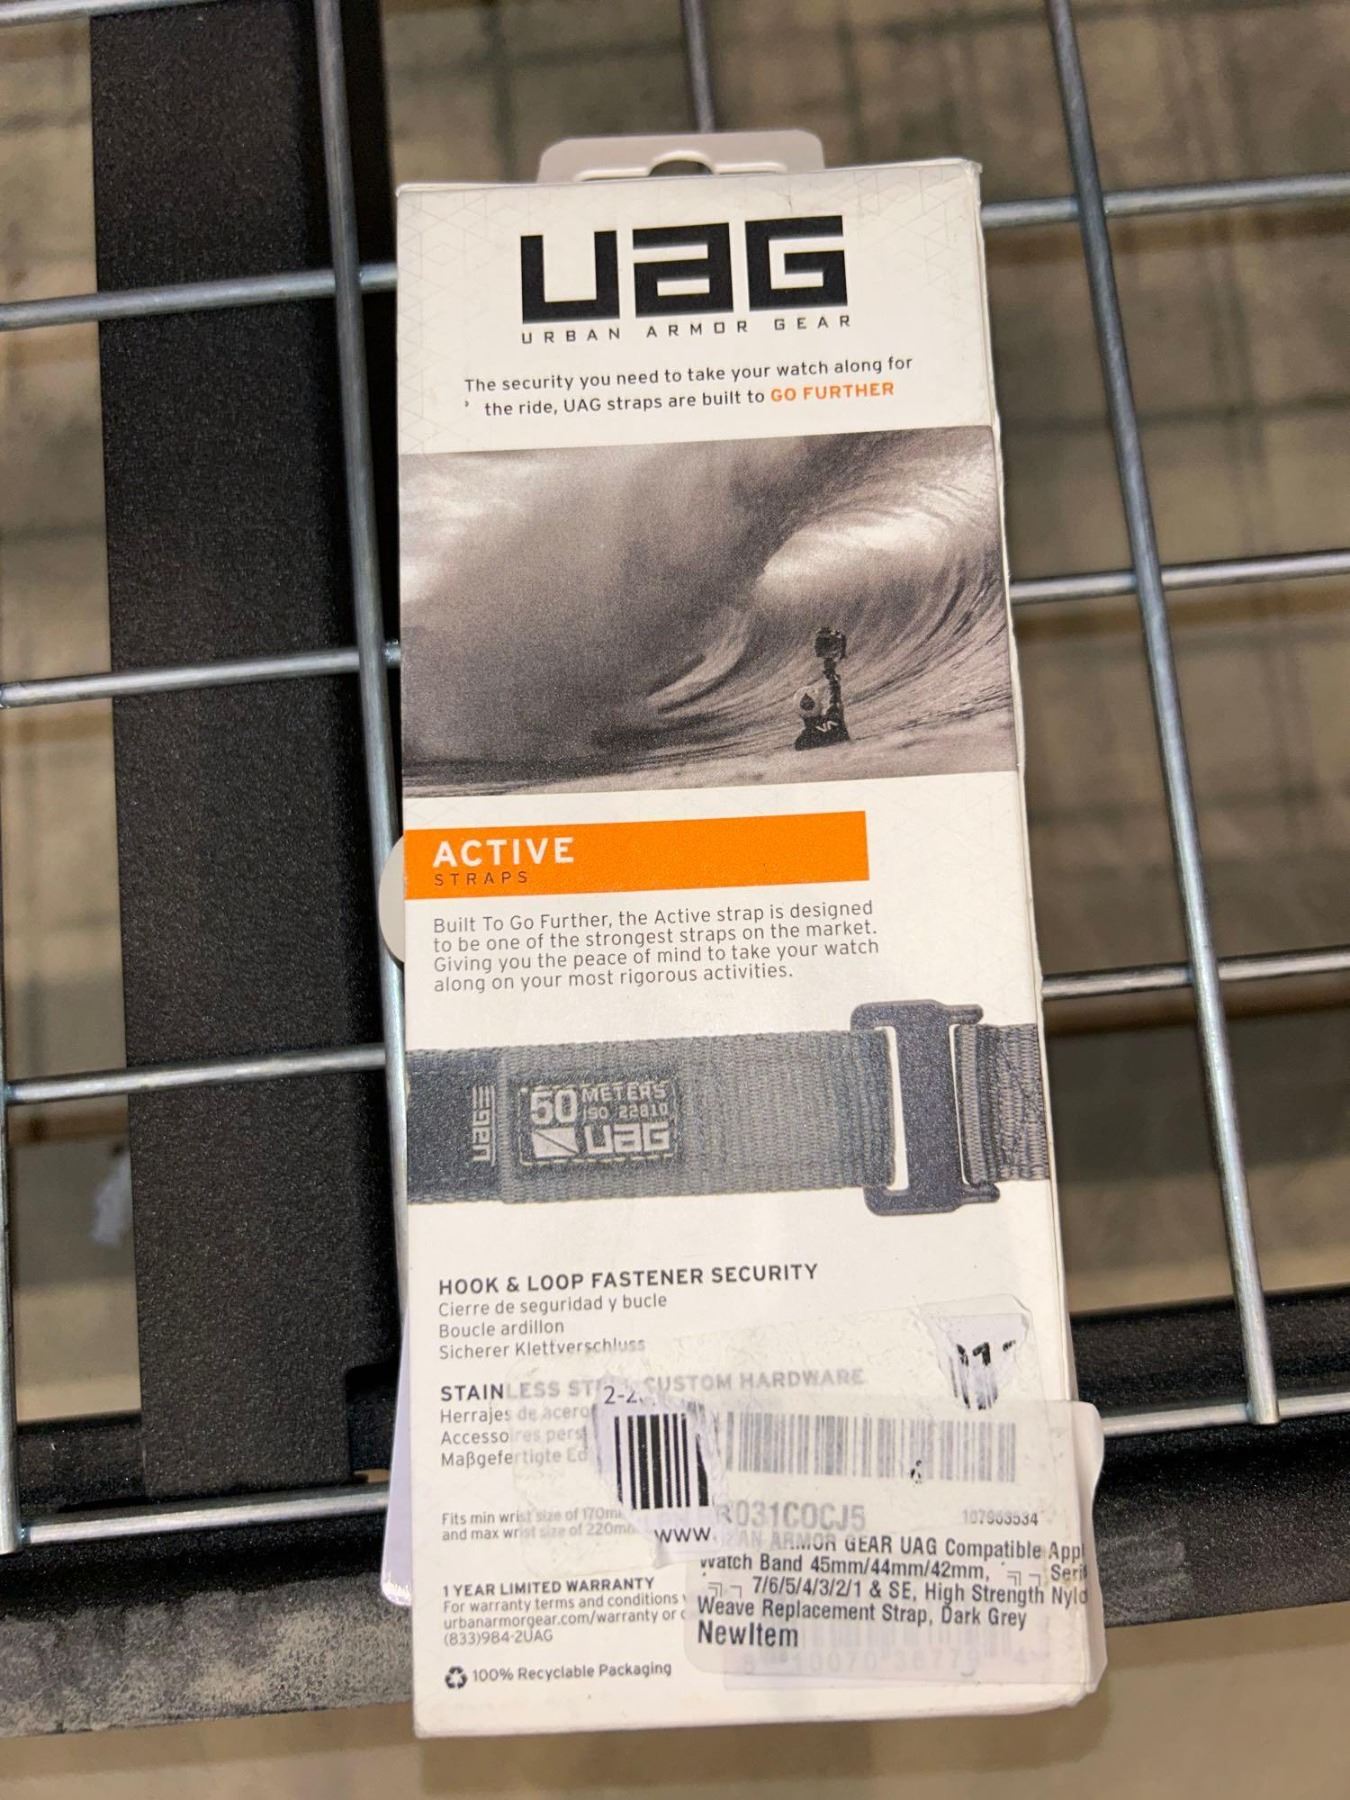 UAG
URBAN ARMOR GEAR
The security you need to take your watch along for
the ride, UAG straps are built to GO FURTHER
ACTIVE
STRAPS
Built To Go Further, the Active strap is designed
to be one of the strongest straps on the market.
Giving you the peace of mind to take your watch
along on your most rigorous activities.
UAG
50 METERS
ISO 22810
UAG
HOOK & LOOP FASTENER SECURITY
Cierre de seguridad y bucle
Boucle ardillon
Sicherer Klettverschluss
STAINLESS CUSTOM HARDWARE
Herrajes de acero
Accessoires
Maßgefertigte
Fits min wrist size of
and max wrist size of
www.
107903534
ARMOR GEAR UAG Compatible
Watch Band 45mm/44mm/42mm,
7/6/5/4/3/2/1 & SE, High Strength
Weave Replacement Strap, Dark Grey
NewItem
1 YEAR LIMITED WARRANTY
For warranty terms and conditions
urbanarmorgear.com/warranty or
(833)984-2UAG
100% Recyclable Packaging